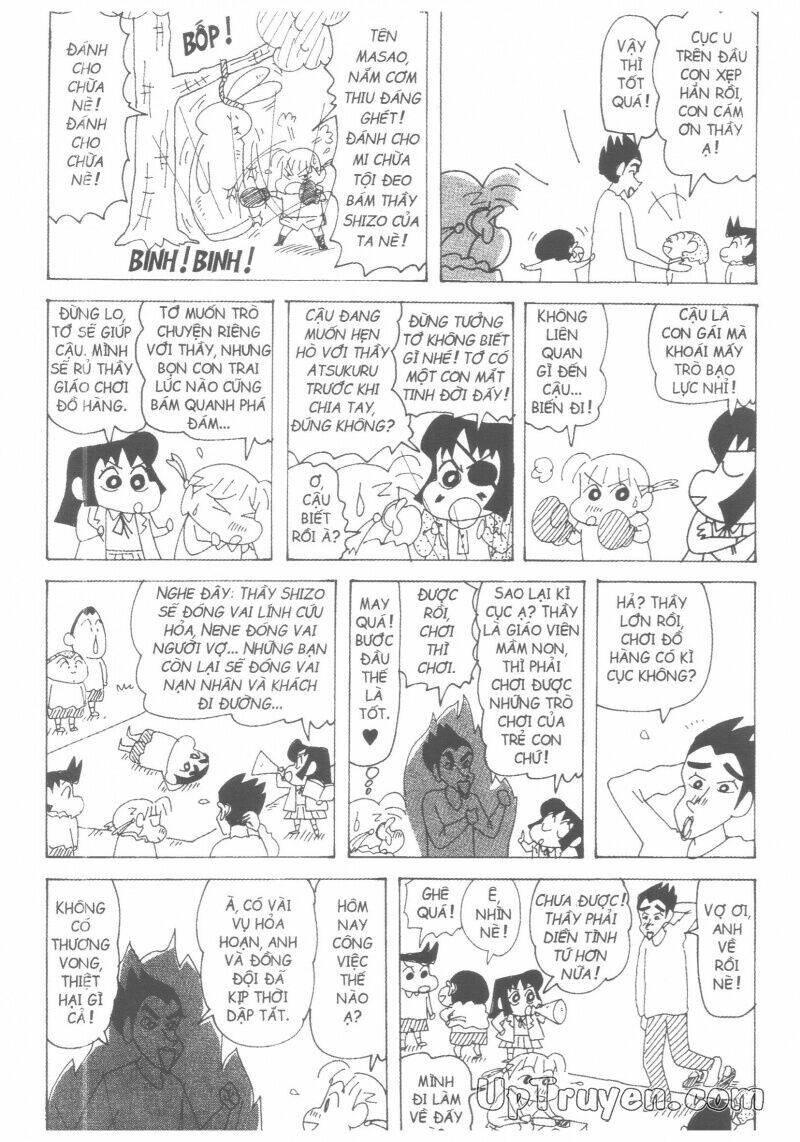 CỤC U
TRÊN ĐẦU
CON XẸP
HẲN RỒI,
CON CÁM
ƠN THẦY
Ạ!
VẬY
THÌ
TỐT
QUÁ!
TÊN
MASAO,
NẮM CƠM
THIU ĐÁNG
GHÉT!
ĐÁNH CHO
MI CHỪA
TỘI ĐEO
BÁM THẦY
SHIZO CỦA
TA NÈ!
BỐP!
ĐÁNH
CHO
CHỪA
NÈ!
ĐÁNH
CHO
CHỪA
NÈ!
BINH! BINH!
CẬU LÀ
CON GÁI MÀ
KHOÁI MẤY
TRÒ BẠO
LỰC NHỈ!
KHÔNG
LIÊN
QUAN
GÌ ĐẾN
CẬU...
BIẾN ĐI!
ĐỪNG TƯỞNG
TỚ KHÔNG BIẾT
GÌ NHÉ! TỚ CÓ
MỘT CON MẮT
TINH ĐỜI ĐẤY!
CẬU ĐANG
MUỐN HẸN
HÒ VỚI THẦY
ATSUKURU
TRƯỚC KHI
CHIA TAY,
ĐÚNG KHÔNG?
Ơ,
CẬU
BIẾT
RỒI À?
TỚ MUỐN TRÒ
CHUYỆN RIÊNG
VỚI THẦY, NHƯNG
BỌN CON TRAI
LÚC NÀO CŨNG
BÁM QUANH PHÁ
ĐÁM...
ĐỪNG LO,
TỚ SẼ GIÚP
CẬU. MÌNH
SẼ RỦ THẦY
GIÁO CHƠI
ĐỒ HÀNG.
HẢ? THẦY
LỚN RỒI,
CHƠI ĐỒ
HÀNG CÓ KÌ
CỤC KHÔNG?
SAO LẠI KÌ
CỤC Ạ? THẦY
LÀ GIÁO VIÊN
MẦM NON,
THÌ PHẢI
CHƠI ĐƯỢC
NHỮNG TRÒ
CHƠI CỦA
TRẺ CON
CHỨ!
ĐƯỢC
RỒI,
CHƠI
THÌ
CHƠI.
MAY
QUÁ!
BƯỚC
ĐẦU
THẾ
LÀ
TỐT.
♥
NGHE ĐÂY: THẦY SHIZO
SẼ ĐÓNG VAI LÍNH CỨU
HỎA, NENE ĐÓNG VAI
NGƯỜI VỢ... NHỮNG BẠN
CÒN LẠI SẼ ĐÓNG VAI
NẠN NHÂN VÀ KHÁCH
ĐI ĐƯỜNG...
VỢ ƠI,
ANH
VỀ
RỒI
NÈ!
CHƯA ĐƯỢC!
THẦY PHẢI
DIỄN TÌNH
TỨ HƠN
NỮA!
Ê,
NHÌN
NÈ!
GHÊ
QUÁ!
MÌNH
ĐI LÀM
VỀ ĐẤY
HÔM
NAY
CÔNG
VIỆC
THẾ
NÀO
Ạ?
À, CÓ VÀI
VỤ HỎA
HOẠN, ANH
VÀ ĐỒNG
ĐỘI ĐÃ
KỊP THỜI
DẬP TẮT.
KHÔNG
CÓ
THƯƠNG
VONG,
THIỆT
HẠI GÌ
CẢ!
UpTruyen.com